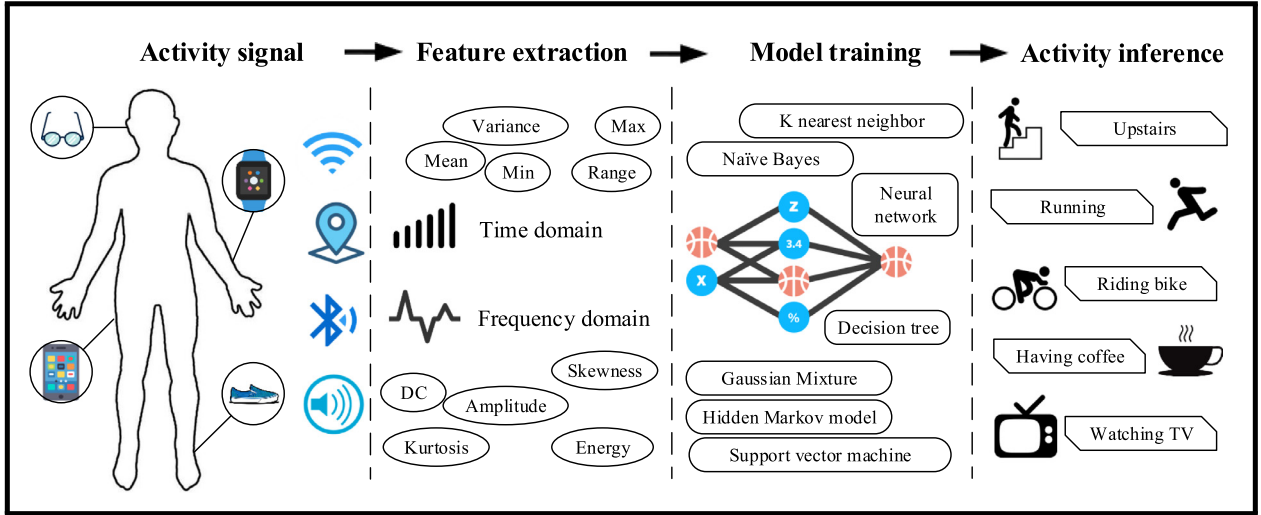 Activity signal
Feature extraction
Model training
Activity inference
Variance
Max
Mean
Min
Range
Time domain
Frequency domain
Skewness
DC
Amplitude
Kurtosis
Energy
K nearest neighbor
Naïve Bayes
Neural
network
Z
3.4
X
%
Decision tree
Gaussian Mixture
Hidden Markov model
Support vector machine
Upstairs
Running
Riding bike
Having coffee
Watching TV